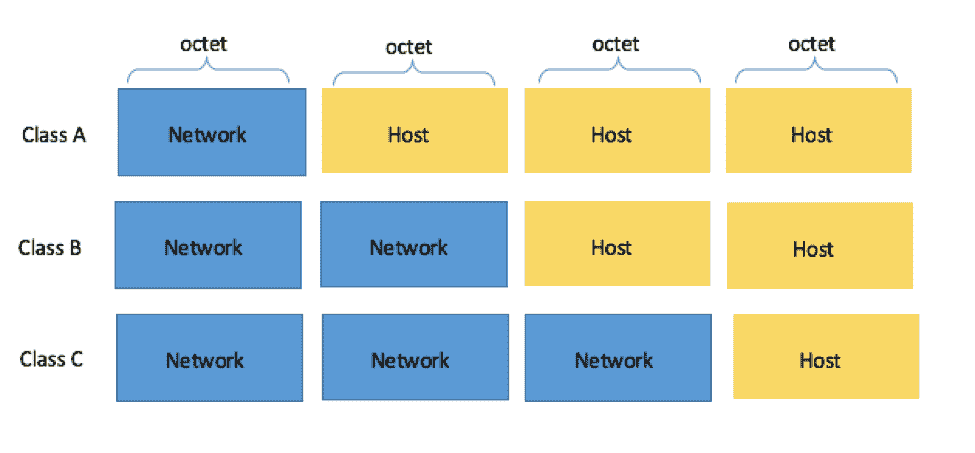 octet octet octet octet
Class A Network Host Host Host
Class B Network Network Host Host
Class C Network Network Network Host